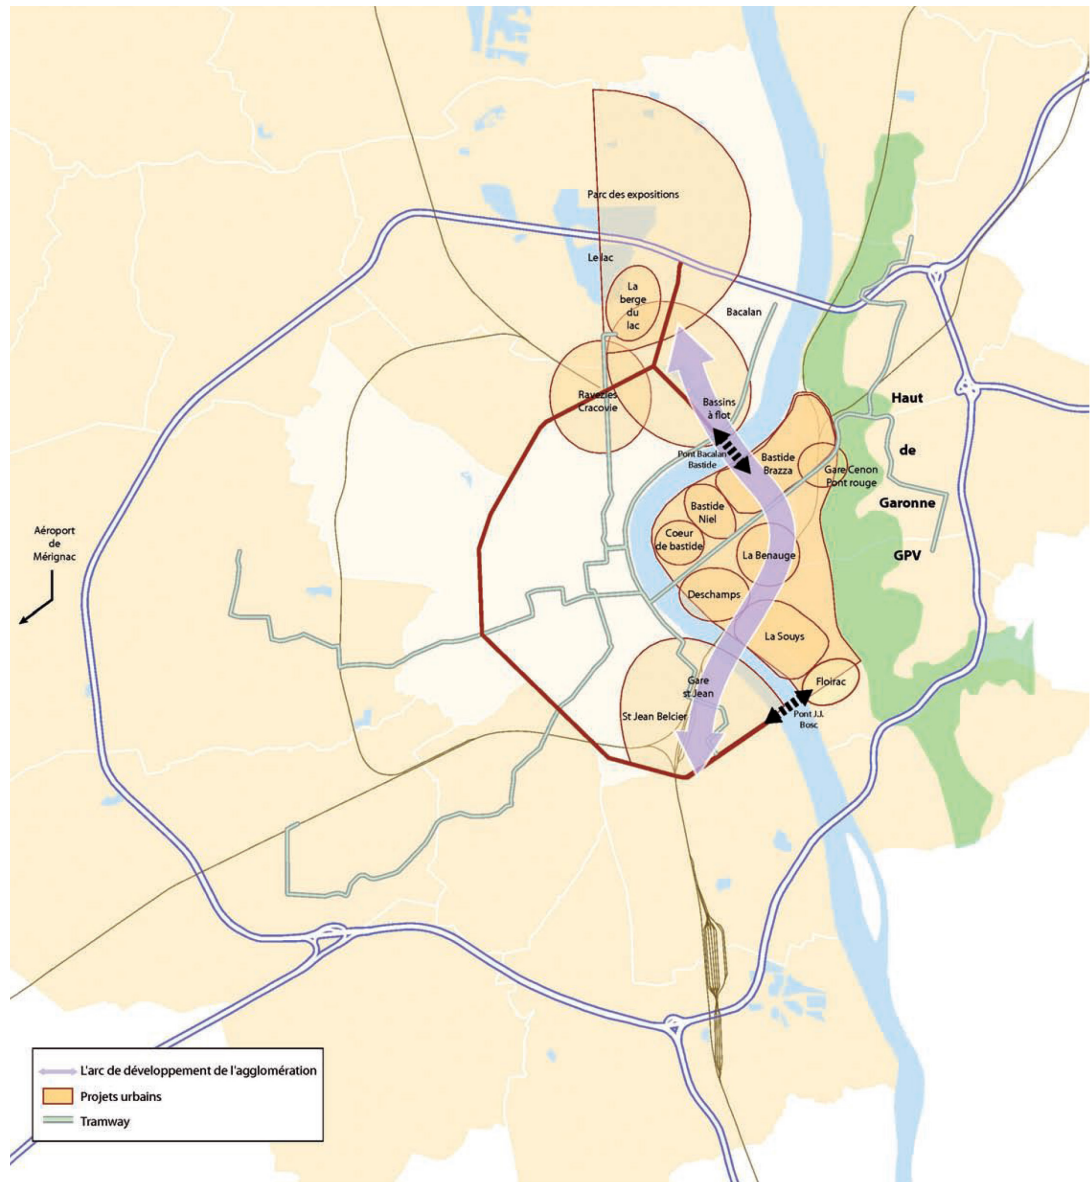 Parc des expositions
Le lac
La
berge
du
lac
Bacalan
Ravezies
Cracovie
Bassins
à flot
Haut
de
Garonne
GPV
Pont Bacalan
Bastide
Bastide
Brazza
Gare Cenon
Pont rouge
Bastide
Niel
Coeur
de bastide
La Benauge
Aéroport
de
Mérignac
Deschamps
La Souys
Gare
st Jean
Floirac
St Jean Belcier
Pont J.J.
Bosc
L'arc de développement de l'agglomération
Projets urbains
Tramway